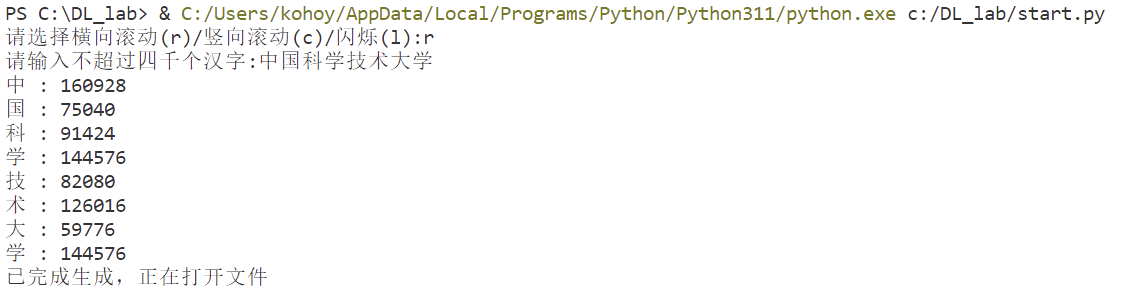 PS C:\DL_lab> & C:/Users/kohoy/AppData/Local/Programs/Python/Python311/python.exe c:/DL_lab/start.py
请选择横向滚动(r)/竖向滚动(c)/闪烁(l):r
请输入不超过四千个汉字:中国科学技术大学
中 : 160928
国 : 75040
科 : 91424
学 : 144576
技 : 82080
术 : 126016
大 : 59776
学 : 144576
已完成生成，正在打开文件